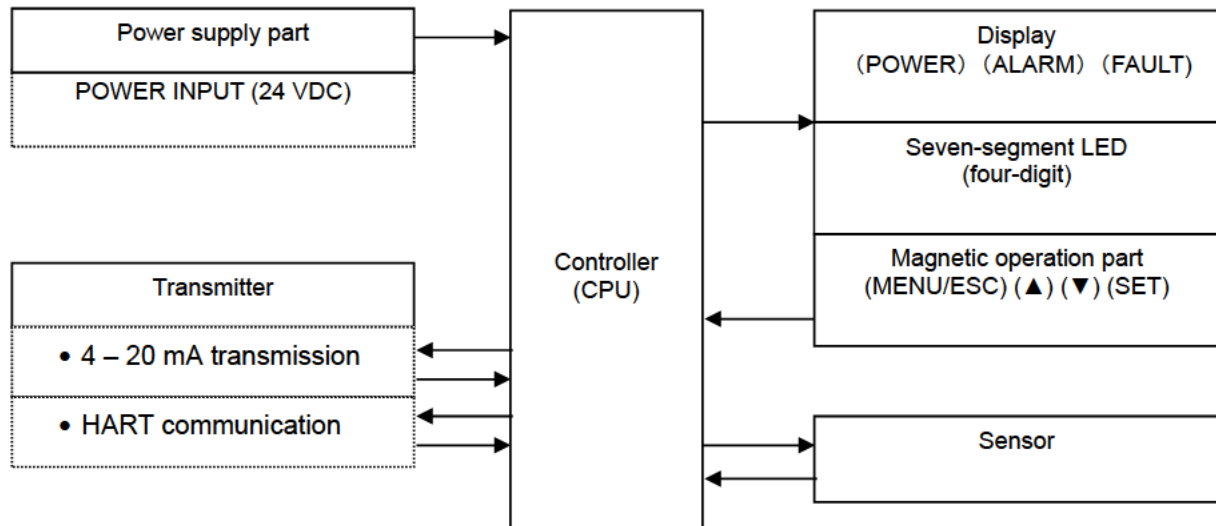 Power supply part
POWER INPUT (24 VDC)
Transmitter
• 4 – 20 mA transmission
• HART communication
Controller
(CPU)
Display
（POWER）（ALARM）（FAULT）
Seven-segment LED
(four-digit)
Magnetic operation part
(MENU/ESC) (▲) (▼) (SET)
Sensor